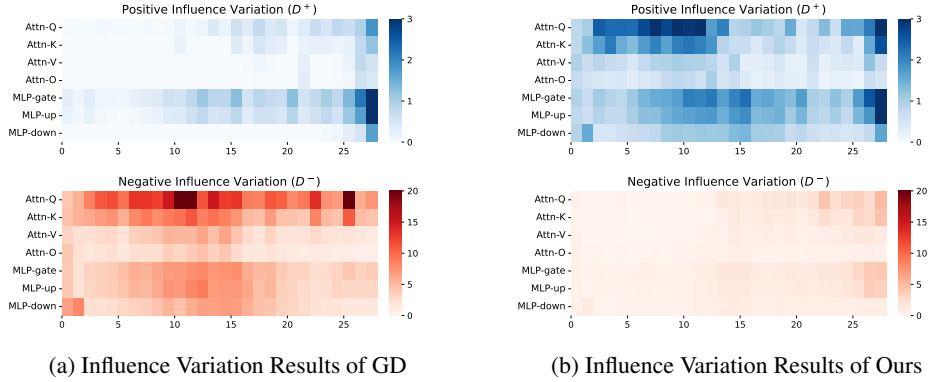 Positive Influence Variation (D⁺)
Attn-Q
Attn-K
Attn-V
Attn-O
MLP-gate
MLP-up
MLP-down
0 5 10 15 20 25
3
2
1
0
Negative Influence Variation (D⁻)
Attn-Q
Attn-K
Attn-V
Attn-O
MLP-gate
MLP-up
MLP-down
0 5 10 15 20 25
20
15
10
5
0
(a) Influence Variation Results of GD
Positive Influence Variation (D⁺)
Attn-Q
Attn-K
Attn-V
Attn-O
MLP-gate
MLP-up
MLP-down
0 5 10 15 20 25
3
2
1
0
Negative Influence Variation (D⁻)
Attn-Q
Attn-K
Attn-V
Attn-O
MLP-gate
MLP-up
MLP-down
0 5 10 15 20 25
20
15
10
5
0
(b) Influence Variation Results of Ours